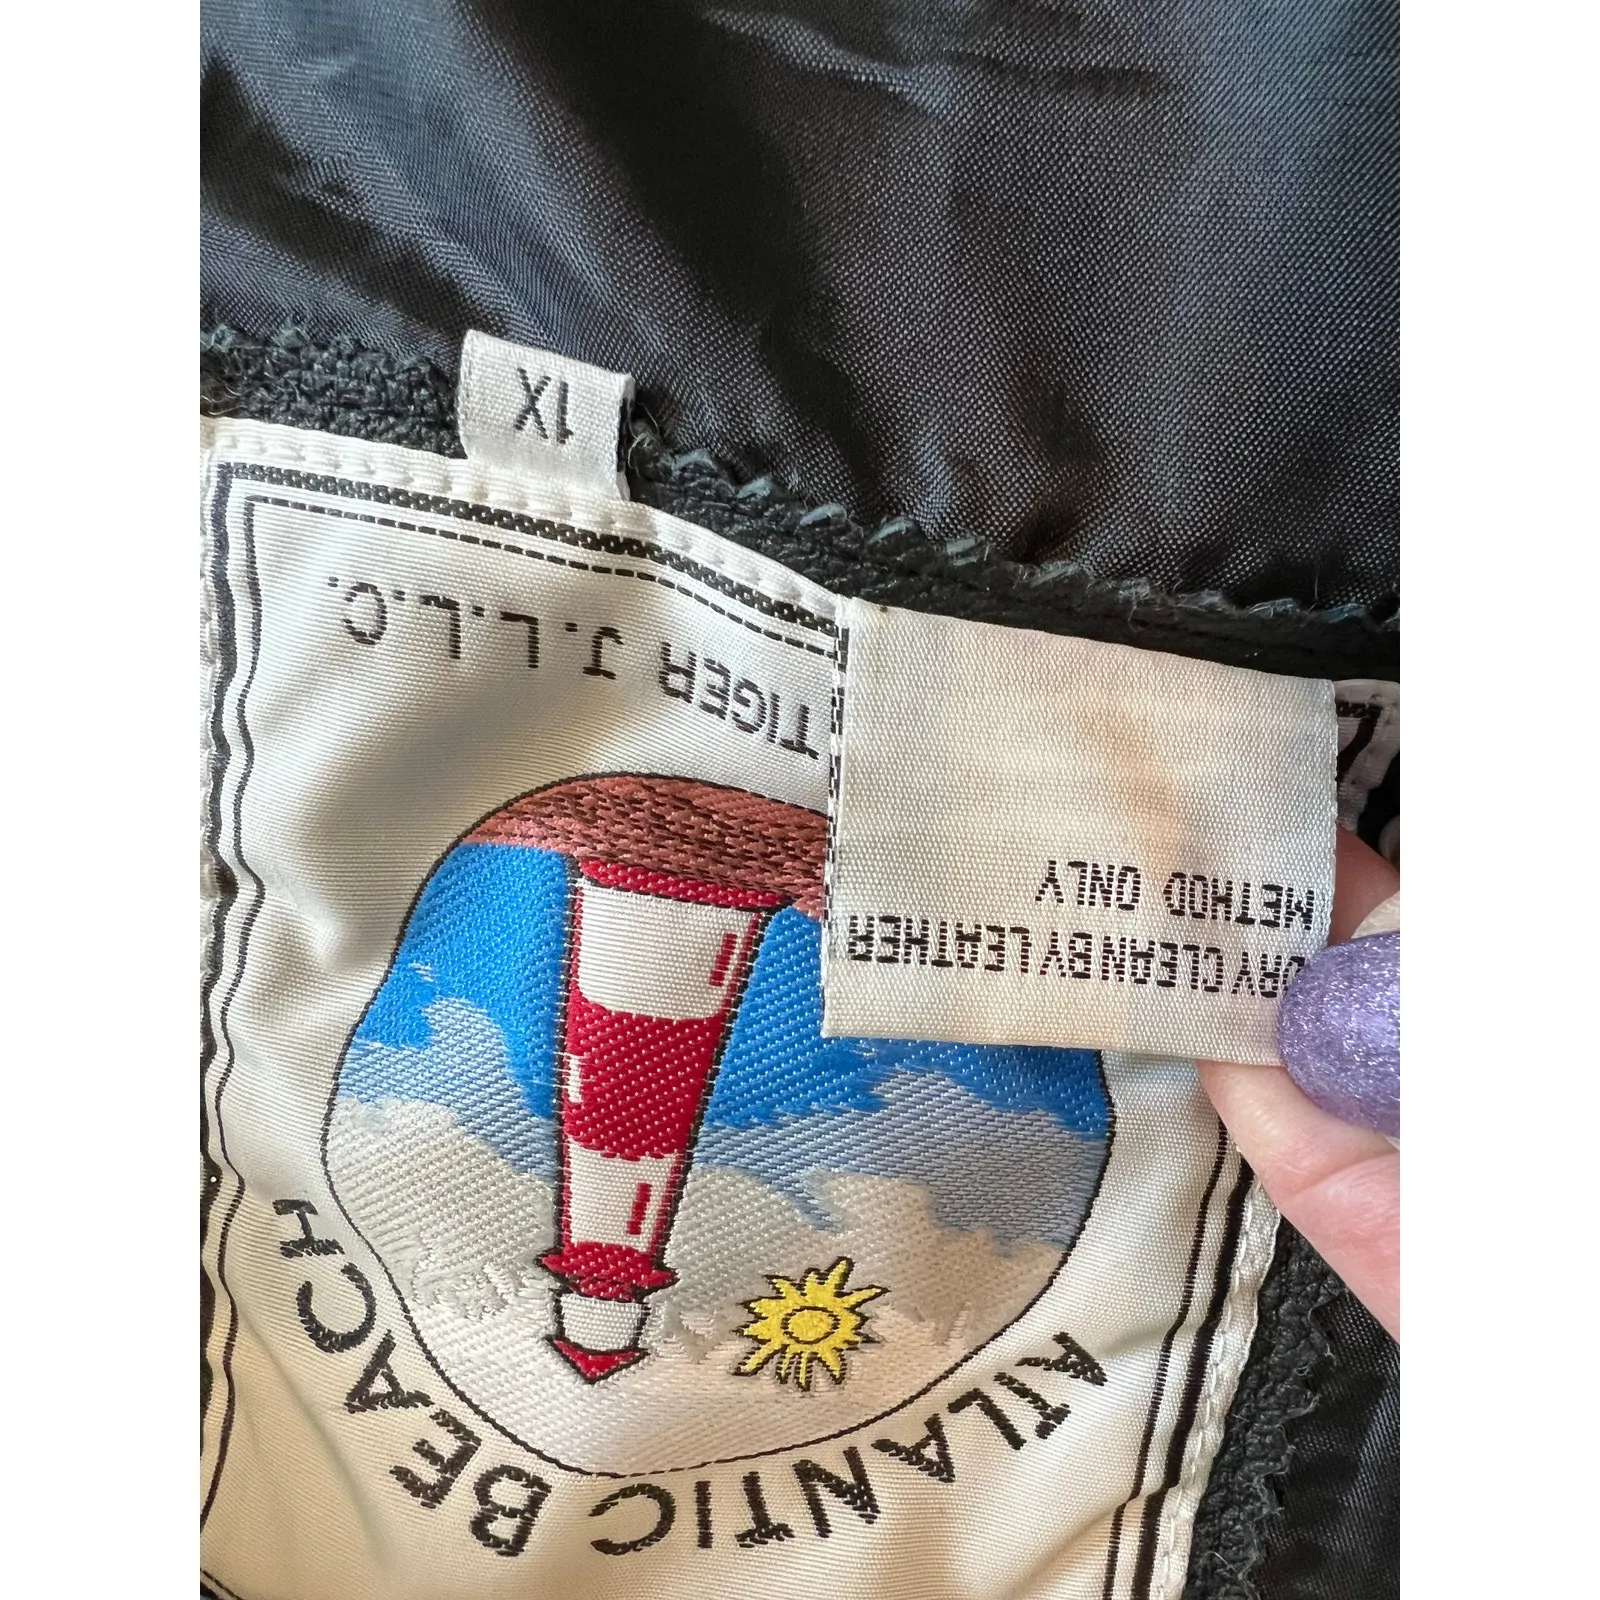 1X
ATLANTIC BEACH
TIGER J.L.L.C.
DRY CLEAN BY LEATHER
METHOD ONLY